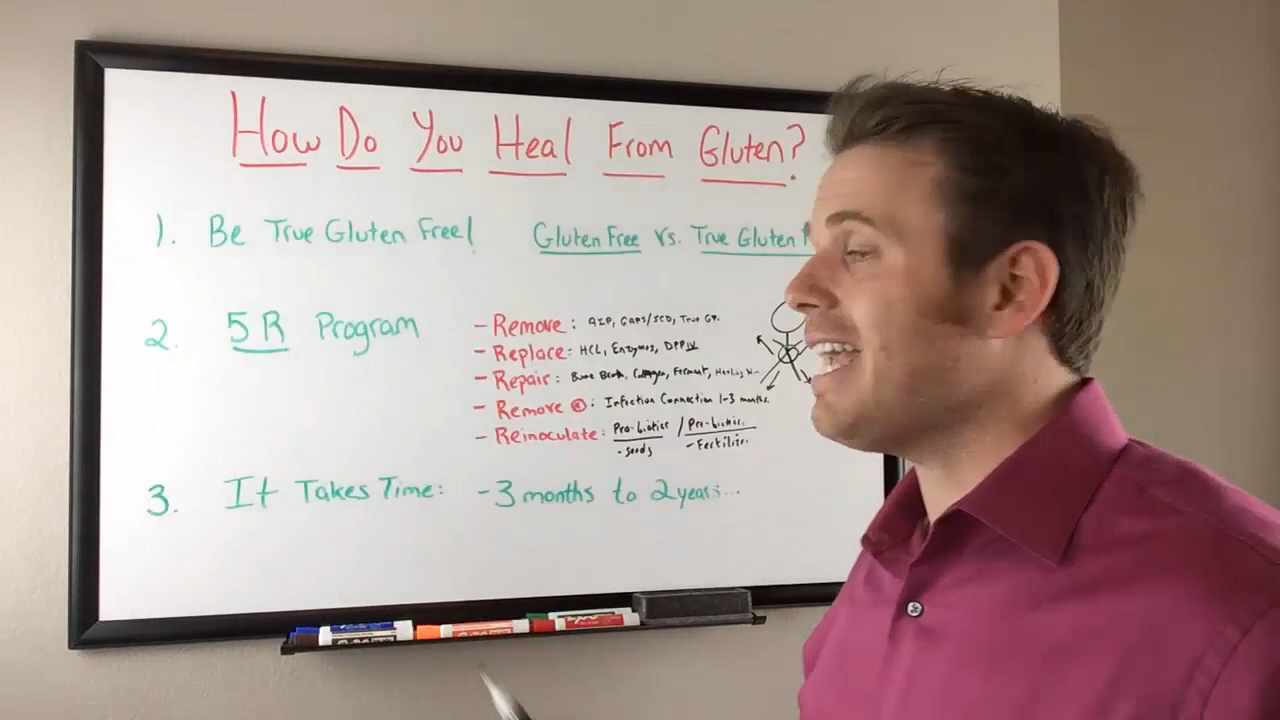 How Do You Heal From Gluten?
1. Be True Gluten Free! Gluten Free vs. True Gluten
2. 5R Program
- Remove: AIP, GAPS/SCD, True GF.
- Replace: HCL, Enzymes, DPPIV
- Repair: Bone Broth, Collagen, Ferment,
- Remove ②: Infection Connection 1-3 months.
- Reinoculate: Pro-biotics / Pre-biotics.
- Seeds - Fertilizer.
3. It Takes Time: - 3 months to 2 years...